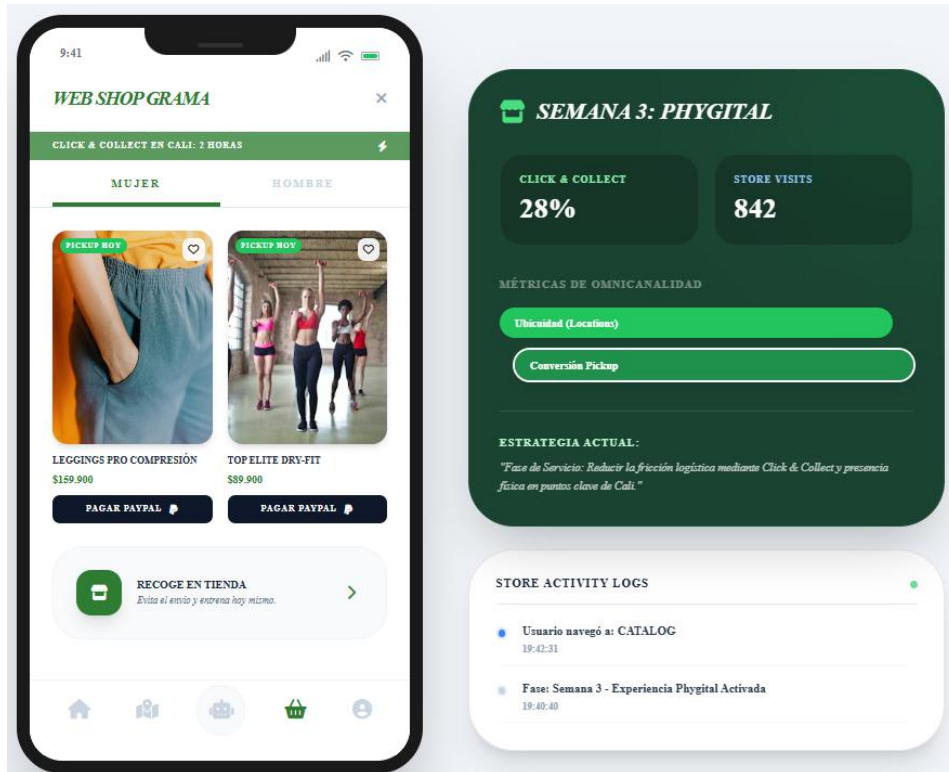 9:41
WEB SHOP GRAMA
CLICK & COLLECT EN CALI: 2 HORAS
MUJER
HOMBRE
PICKUP HOY
PICKUP HOY
LEGGINGS PRO COMPRESIÓN
$159.900
PAGAR PAYPAL
TOP ELITE DRY-FIT
$89.900
PAGAR PAYPAL
RECOGE EN TIENDA
Evita el envío y entrena hoy mismo.
SEMANA 3: PHYGITAL
CLICK & COLLECT
28%
STORE VISITS
842
MÉTRICAS DE OMNICANALIDAD
Ubicuidad (Locations)
Conversión Pickup
ESTRATEGIA ACTUAL:
"Fase de Servicio: Reducir la fricción logística mediante Click & Collect y presencia
física en puntos clave de Cali."
STORE ACTIVITY LOGS
Usuario navegó a: CATALOG
19:42:31
Fase: Semana 3 - Experiencia Phygital Activada
19:40:40